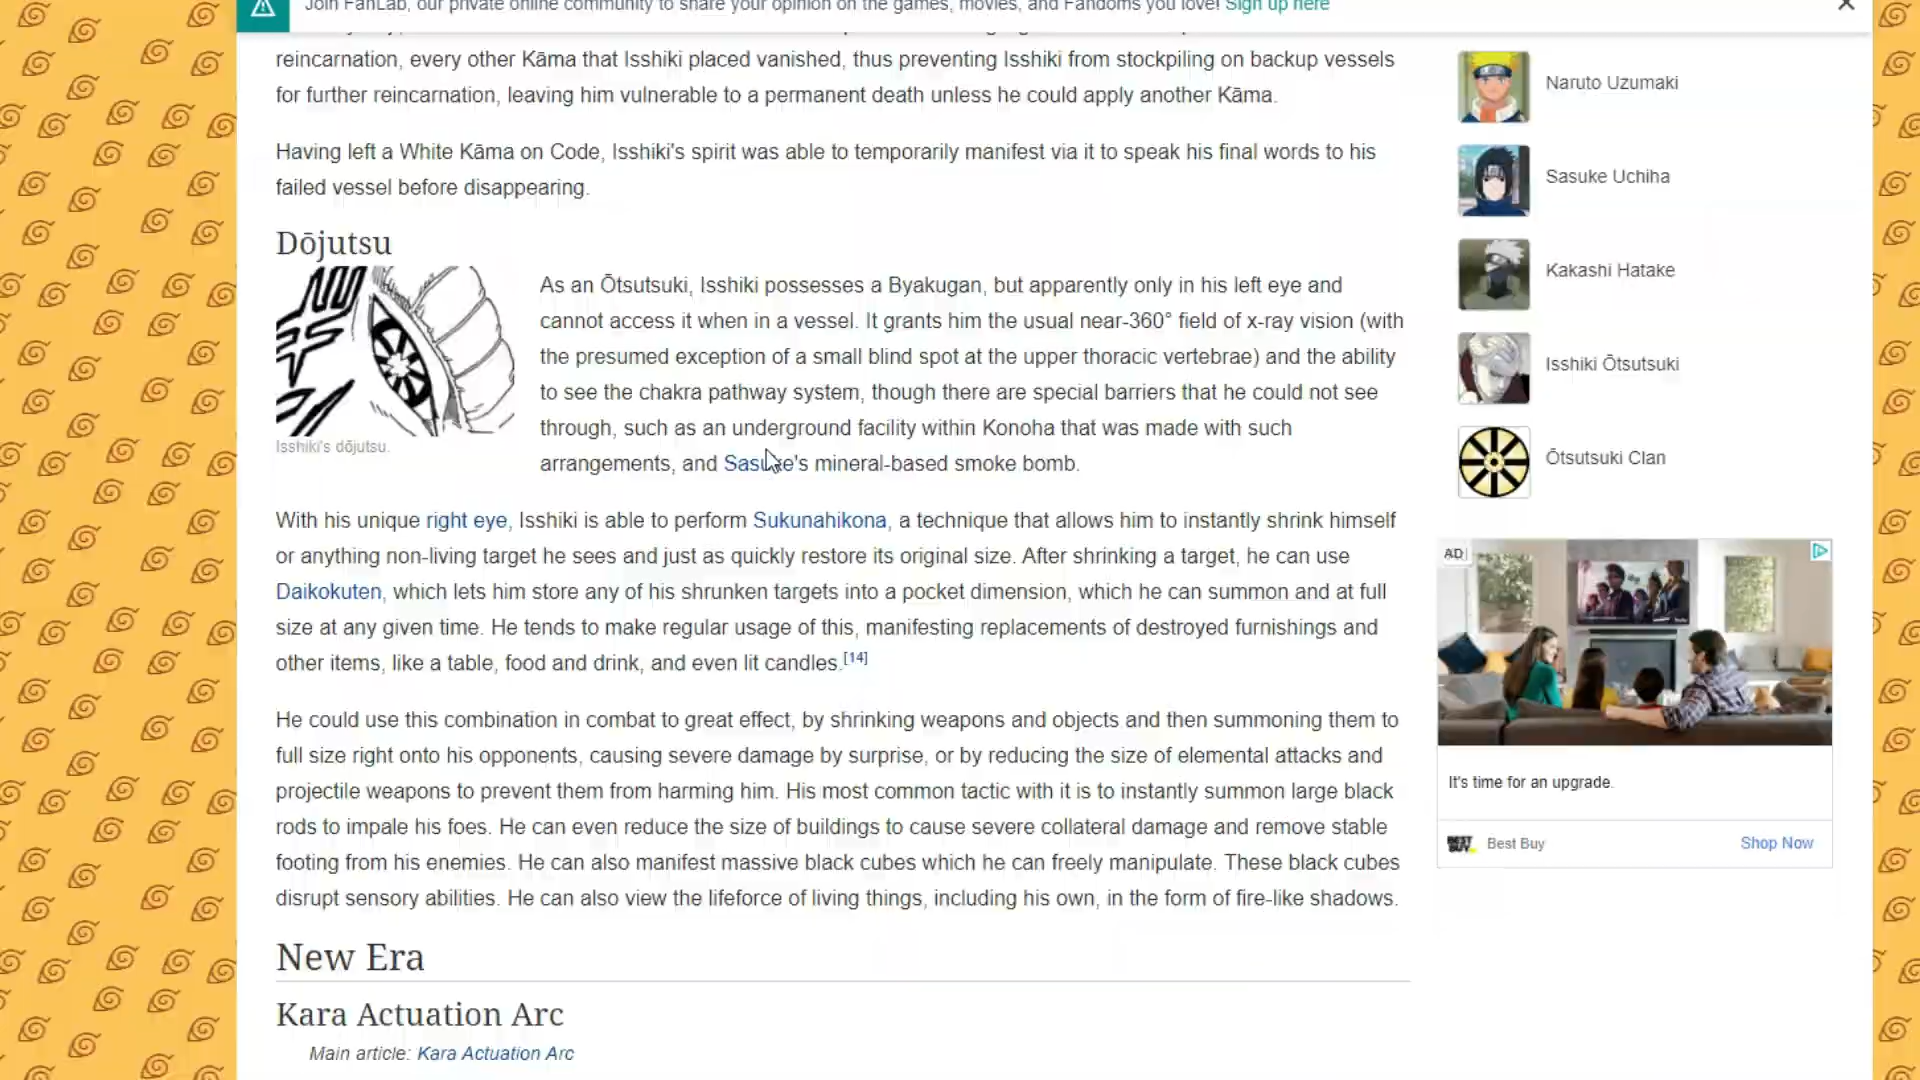 Join FanLab, our private online community to share your opinion on the games, movies, and Fandoms you love! Sign up here
reincarnation, every other Kāma that Isshiki placed vanished, thus preventing Isshiki from stockpiling on backup vessels
for further reincarnation, leaving him vulnerable to a permanent death unless he could apply another Kāma.
Having left a White Kāma on Code, Isshiki's spirit was able to temporarily manifest via it to speak his final words to his
failed vessel before disappearing.
Dōjutsu
As an Ōtsutsuki, Isshiki possesses a Byakugan, but apparently only in his left eye and
cannot access it when in a vessel. It grants him the usual near-360° field of x-ray vision (with
the presumed exception of a small blind spot at the upper thoracic vertebrae) and the ability
to see the chakra pathway system, though there are special barriers that he could not see
through, such as an underground facility within Konoha that was made with such
arrangements, and Sasuke's mineral-based smoke bomb.
Isshiki's dōjutsu.
With his unique right eye, Isshiki is able to perform Sukunahikona, a technique that allows him to instantly shrink himself
or anything non-living target he sees and just as quickly restore its original size. After shrinking a target, he can use
Daikokuten, which lets him store any of his shrunken targets into a pocket dimension, which he can summon and at full
size at any given time. He tends to make regular usage of this, manifesting replacements of destroyed furnishings and
other items, like a table, food and drink, and even lit candles.[14]
He could use this combination in combat to great effect, by shrinking weapons and objects and then summoning them to
full size right onto his opponents, causing severe damage by surprise, or by reducing the size of elemental attacks and
projectile weapons to prevent them from harming him. His most common tactic with it is to instantly summon large black
rods to impale his foes. He can even reduce the size of buildings to cause severe collateral damage and remove stable
footing from his enemies. He can also manifest massive black cubes which he can freely manipulate. These black cubes
disrupt sensory abilities. He can also view the lifeforce of living things, including his own, in the form of fire-like shadows.
New Era
Kara Actuation Arc
Main article: Kara Actuation Arc
Naruto Uzumaki
Sasuke Uchiha
Kakashi Hatake
Isshiki Ōtsutsuki
Ōtsutsuki Clan
AD
It's time for an upgrade.
BEST BUY
Best Buy
Shop Now